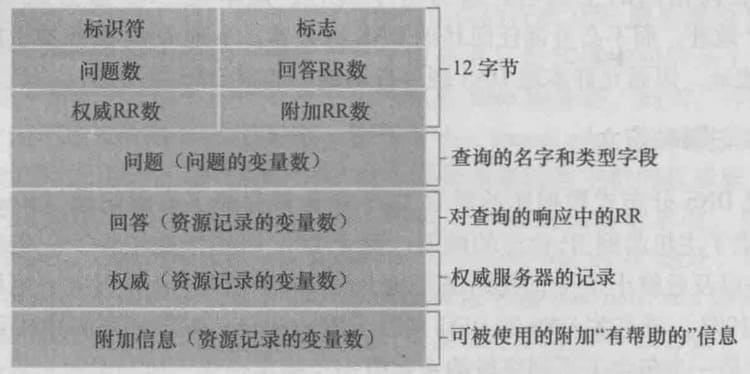 标识符 标志
问题数 回答RR数
12字节
权威RR数 附加RR数
问题（问题的变量数） 查询的名字和类型字段
回答（资源记录的变量数） 对查询的响应中的RR
权威（资源记录的变量数） 权威服务器的记录
附加信息（资源记录的变量数） 可被使用的附加“有帮助的”信息